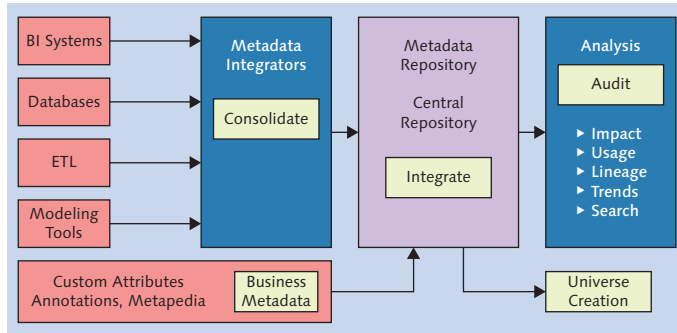 BI Systems
Databases
ETL
Modeling
Tools
Metadata
Integrators
Consolidate
Metadata
Repository
Central
Repository
Integrate
Analysis
Audit
▸ Impact
▸ Usage
▸ Lineage
▸ Trends
▸ Search
Custom Attributes
Annotations, Metapedia
Business
Metadata
Universe
Creation